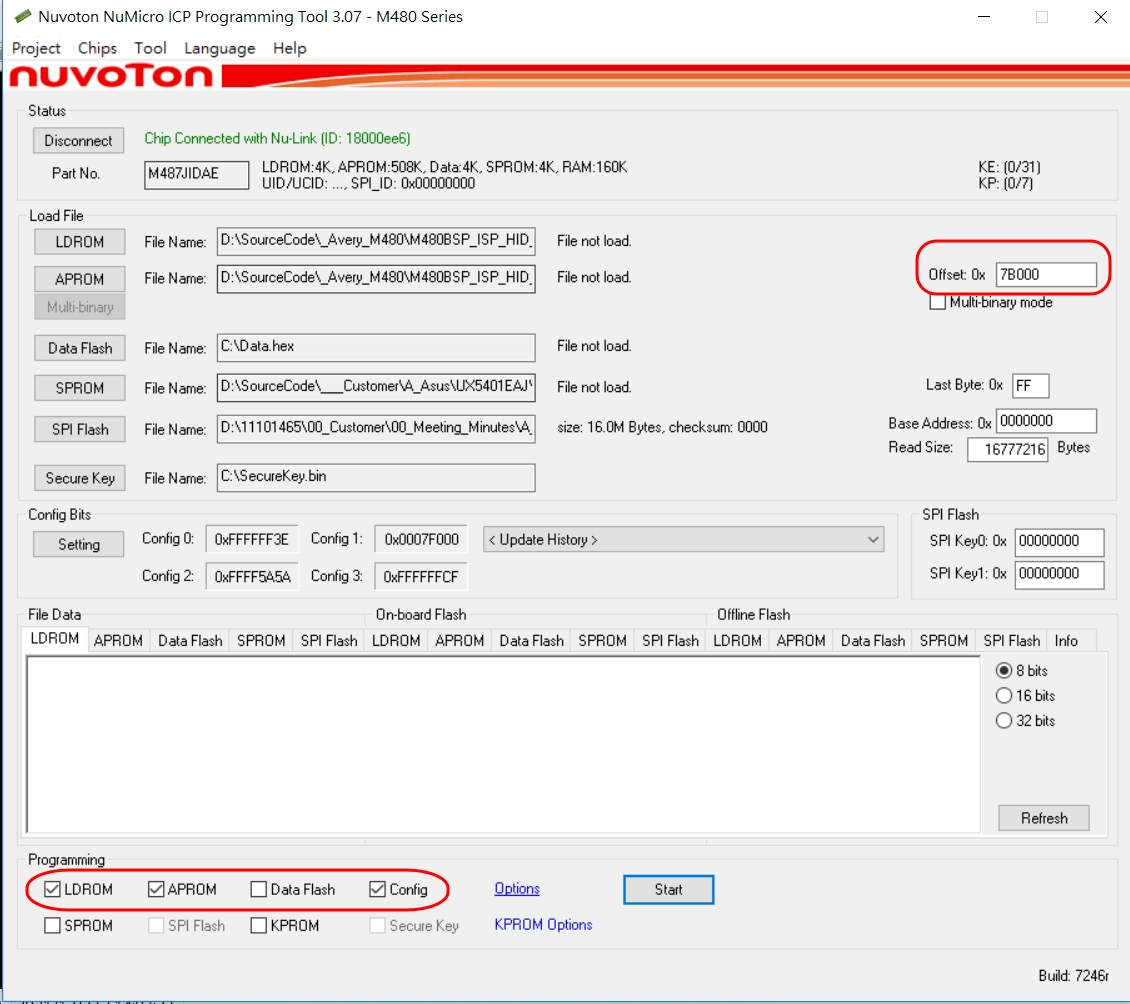 Nuvoton NuMicro ICP Programming Tool 3.07 - M480 Series
Project Chips Tool Language Help
nuvoTon
Status
Disconnect Chip Connected with Nu-Link (ID: 18000ee6)
Part No. M487JIDAE LDROM:4K, APROM:508K, Data:4K, SPROM:4K, RAM:160K KE: (0/31)
UID/UCID: ..., SPI_ID: 0x00000000 KP: (0/7)
Load File
LDROM File Name: D:\SourceCode\_Avery_M480\M480BSP_ISP_HID_ File not load.
APROM File Name: D:\SourceCode\_Avery_M480\M480BSP_ISP_HID_ File not load. Offset: 0x 7B000
Multi-binary Multi-binary mode
Data Flash File Name: C:\Data.hex File not load.
SPROM File Name: D:\SourceCode\___Customer\A_Asus\UX5401EAJ\ File not load. Last Byte: 0x FF
SPI Flash File Name: D:\11101465\00_Customer\00_Meeting_Minutes\A_ size: 16.0M Bytes, checksum: 0000 Base Address: 0x 0000000
Read Size: 16777216 Bytes
Secure Key File Name: C:\SecureKey.bin
Config Bits SPI Flash
Setting Config 0: 0xFFFFFF3E Config 1: 0x0007F000 < Update History > SPI Key0: 0x 00000000
Config 2: 0xFFFF5A5A Config 3: 0xFFFFFFCF SPI Key1: 0x 00000000
File Data On-board Flash Offline Flash
LDROM APROM Data Flash SPROM SPI Flash LDROM APROM Data Flash SPROM SPI Flash LDROM APROM Data Flash SPROM SPI Flash Info
8 bits
16 bits
32 bits
Refresh
Programming
LDROM APROM Data Flash Config Options Start
SPROM SPI Flash KPROM Secure Key KPROM Options
Build: 7246r